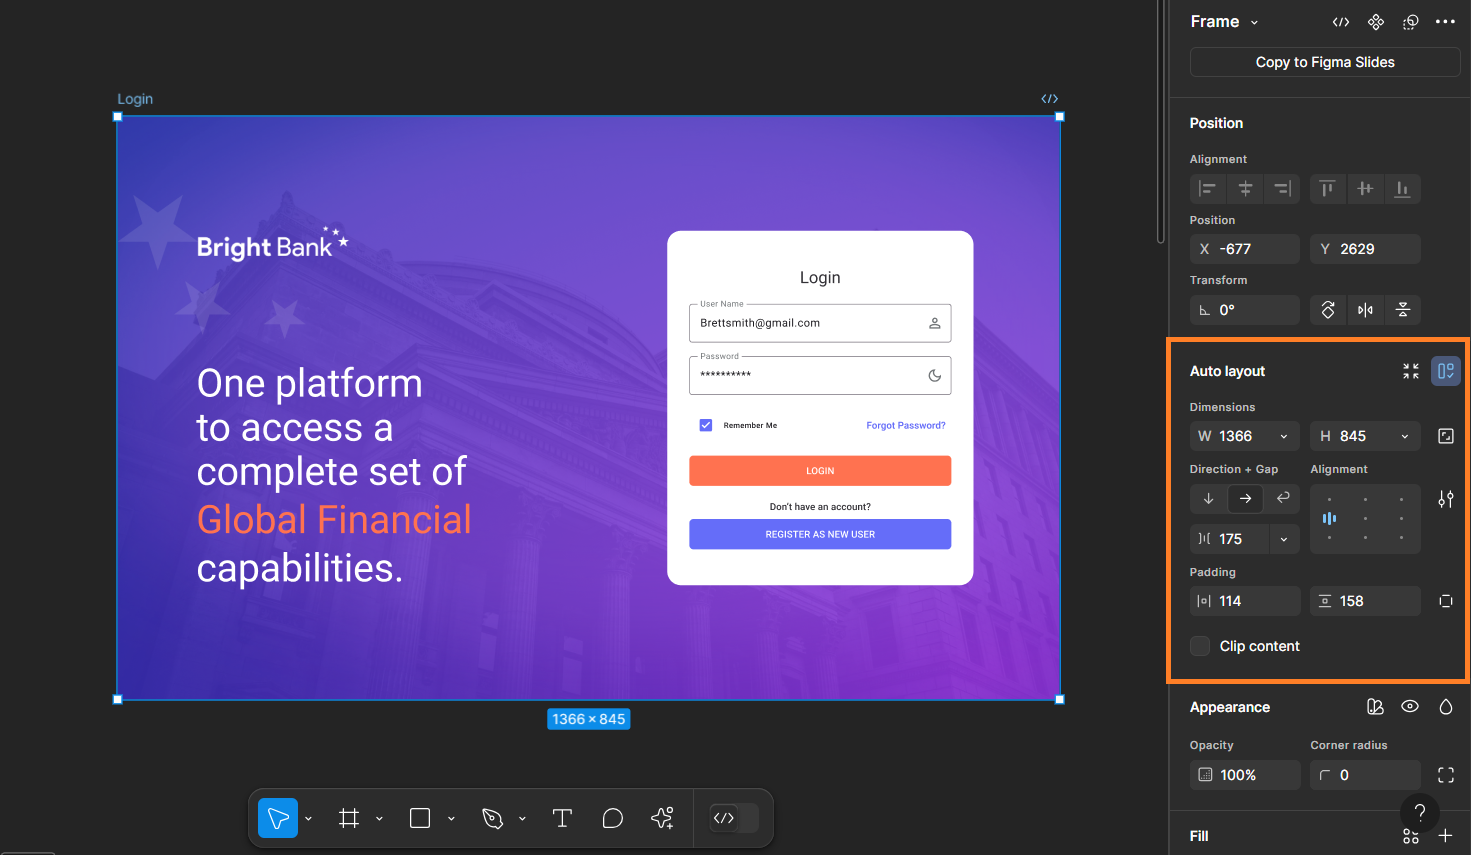 Login
Bright Bank
One platform
to access a
complete set of
Global Financial
capabilities.
Login
User Name
Brettsmith@gmail.com
Password
**********
Remember Me
Forgot Password?
LOGIN
Don't have an account?
REGISTER AS NEW USER
1366 × 845
Frame
Copy to Figma Slides
Position
Alignment
Position
X -677
Y 2629
Transform
0°
Auto layout
Dimensions
W 1366
H 845
Direction + Gap
Alignment
175
Padding
114
158
Clip content
Appearance
Opacity
Corner radius
100%
0
?
Fill